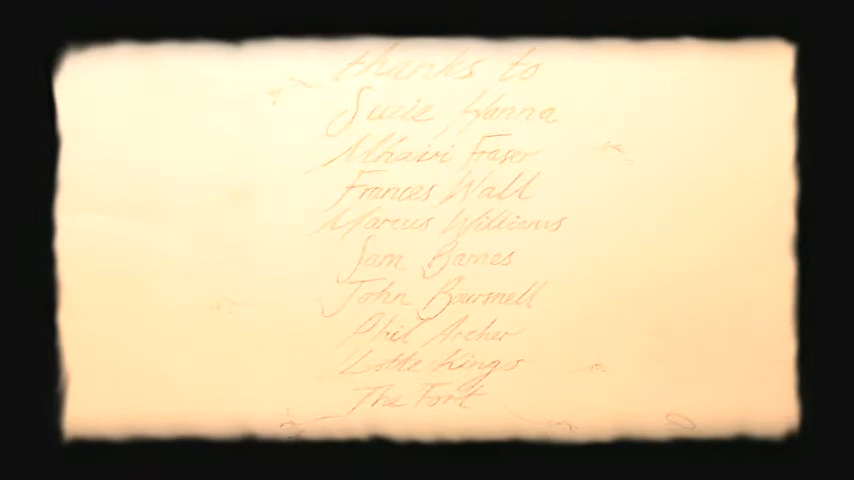 thanks to
Suzie Hanna
Mhairi Fraser
Frances Wall
Marcus Williams
Sam Barnes
John Boursnell
Phil Archer
Lotte Kings
The Fort